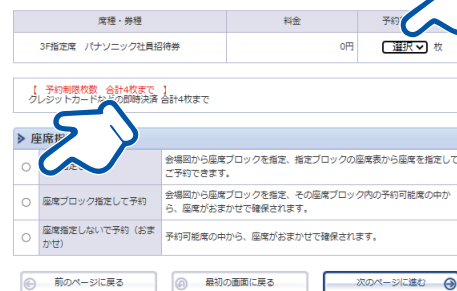 席種・券種 料金 予約
3F指定席 パナソニック社員招待券 0円 選択 枚
【 予約制限枚数 合計4枚まで 】
クレジットカードなどの即時決済 合計4枚まで
座席指
会場図から座席ブロックを指定、指定ブロックの座席表から座席を指定して
ご予約できます。
座席ブロック指定して予約 会場図から座席ブロックを指定、その座席ブロック内の予約可能席の中か
ら、座席がおまかせで確保されます。
座席指定しないで予約（おま
かせ） 予約可能席の中から、座席がおまかせで確保されます。
前のページに戻る 最初の画面に戻る 次のページに進む